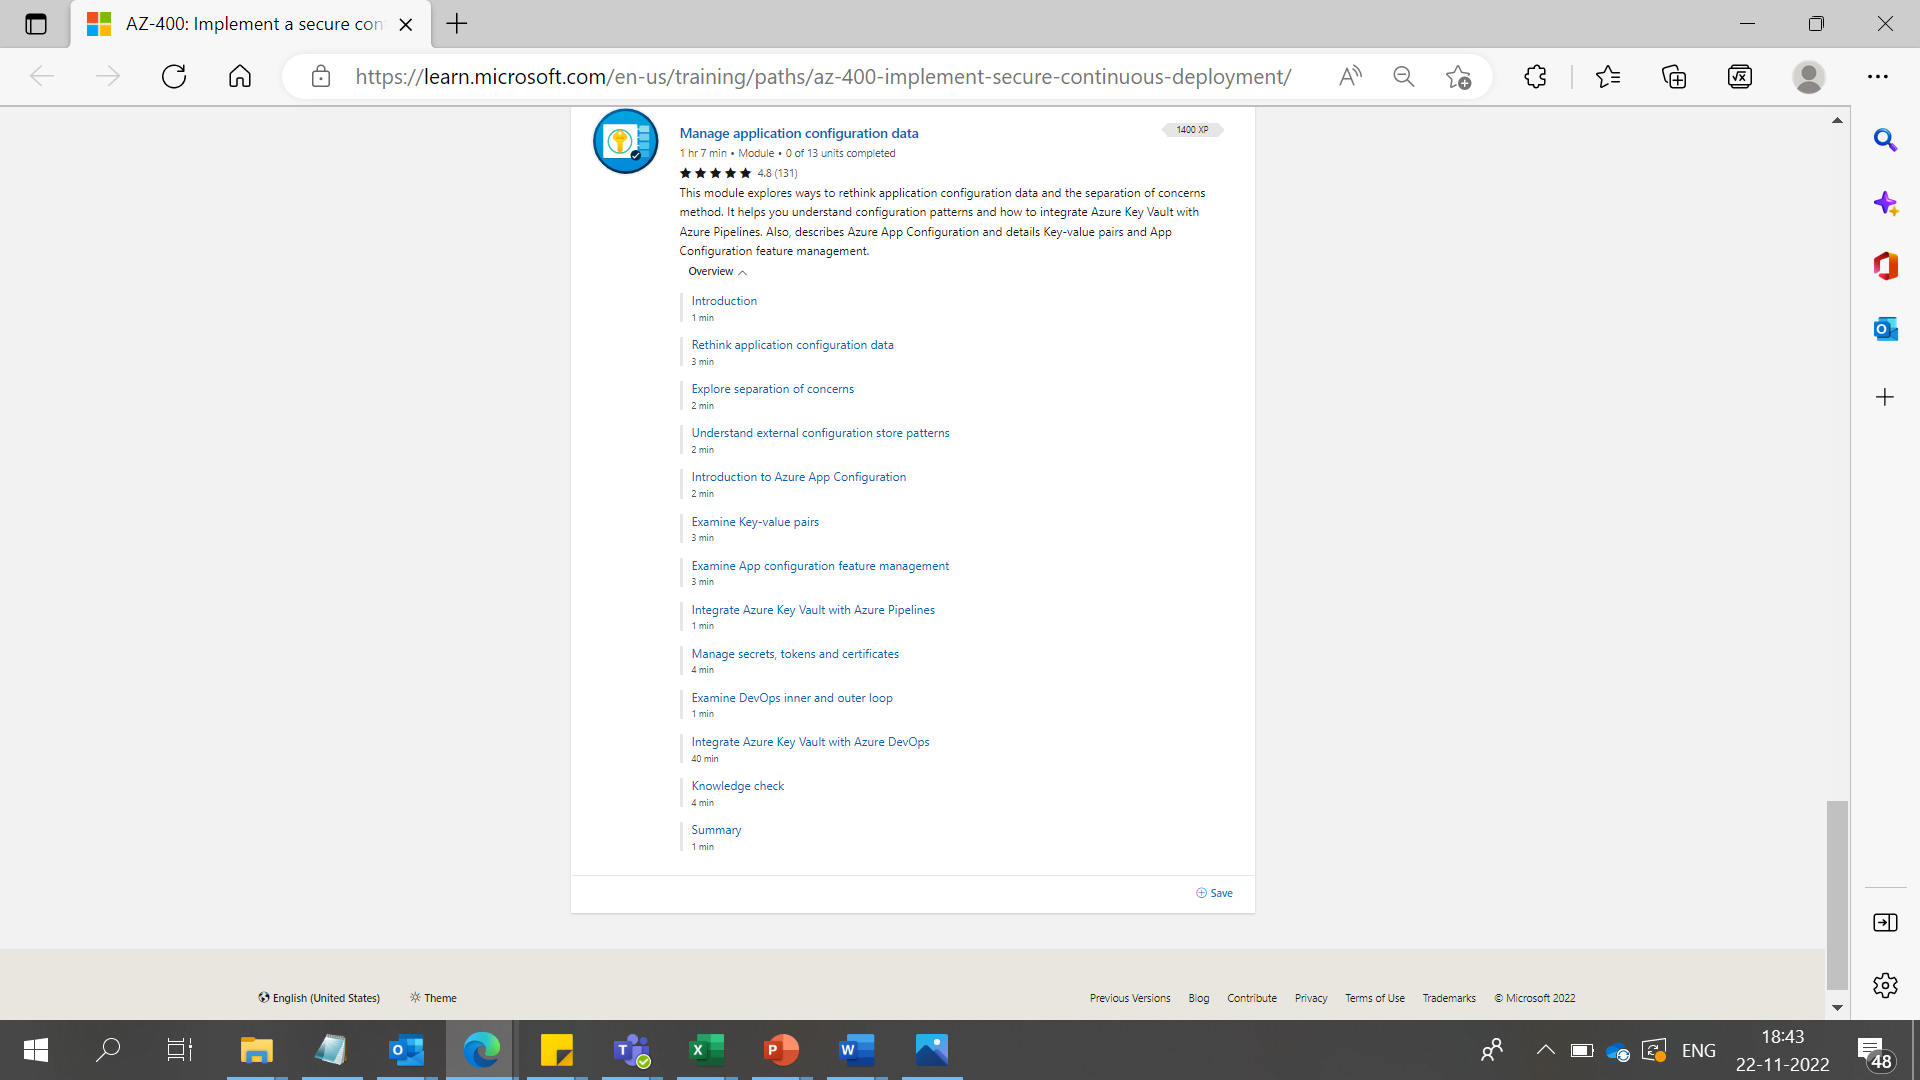 AZ-400: Implement a secure con
https://learn.microsoft.com/en-us/training/paths/az-400-implement-secure-continuous-deployment/
Manage application configuration data
1400 XP
1 hr 7 min • Module • 0 of 13 units completed
4.8 (131)
This module explores ways to rethink application configuration data and the separation of concerns
method. It helps you understand configuration patterns and how to integrate Azure Key Vault with
Azure Pipelines. Also, describes Azure App Configuration and details Key-value pairs and App
Configuration feature management.
Overview
Introduction
1 min
Rethink application configuration data
3 min
Explore separation of concerns
2 min
Understand external configuration store patterns
2 min
Introduction to Azure App Configuration
2 min
Examine Key-value pairs
3 min
Examine App configuration feature management
3 min
Integrate Azure Key Vault with Azure Pipelines
1 min
Manage secrets, tokens and certificates
4 min
Examine DevOps inner and outer loop
1 min
Integrate Azure Key Vault with Azure DevOps
40 min
Knowledge check
4 min
Summary
1 min
Save
English (United States) Theme Previous Versions Blog Contribute Privacy Terms of Use Trademarks © Microsoft 2022
ENG
18:43
22-11-2022
48